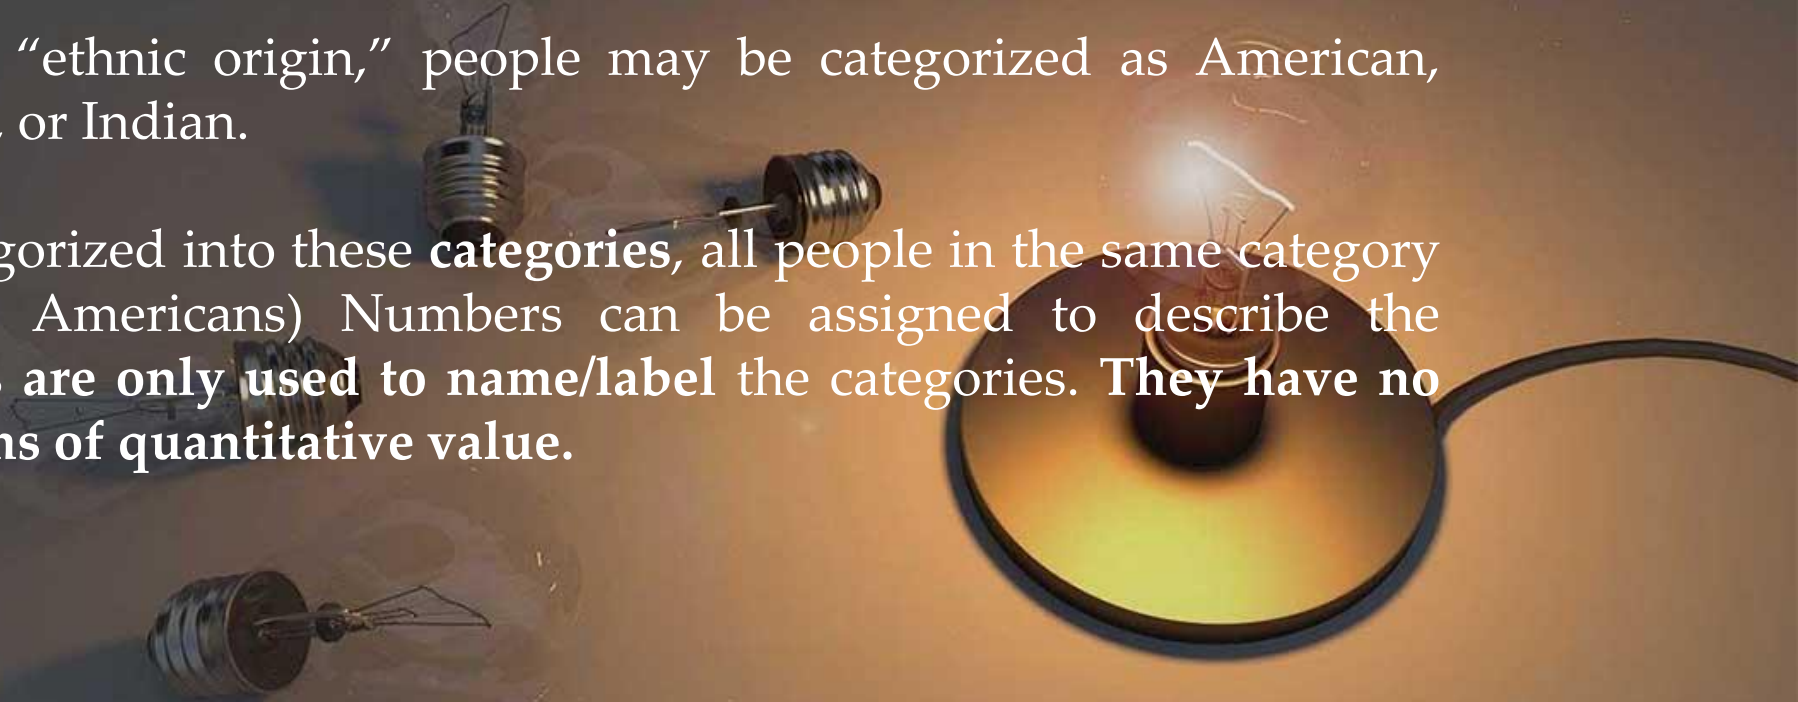 “ethnic origin,” people may be categorized as American,
, or Indian.
gorized into these categories, all people in the same category
Americans) Numbers can be assigned to describe the
are only used to name/label the categories. They have no
of quantitative value.